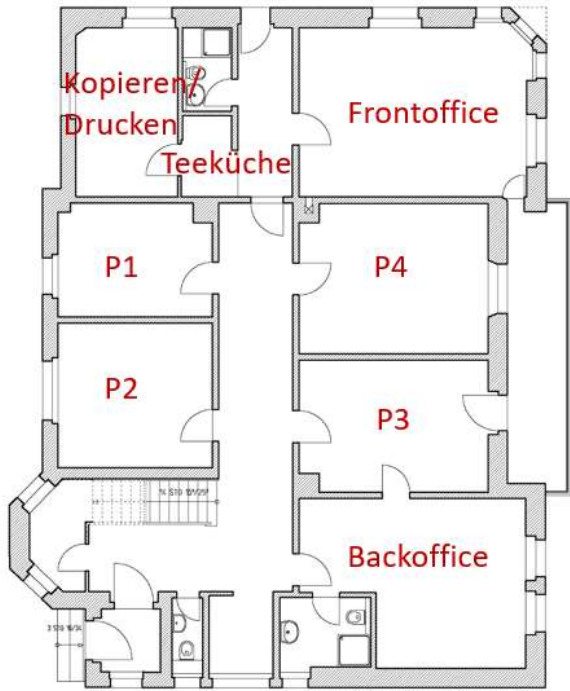 Kopieren/
Drucken
Frontoffice
Teeküche
P1
P4
P2
P3
Backoffice